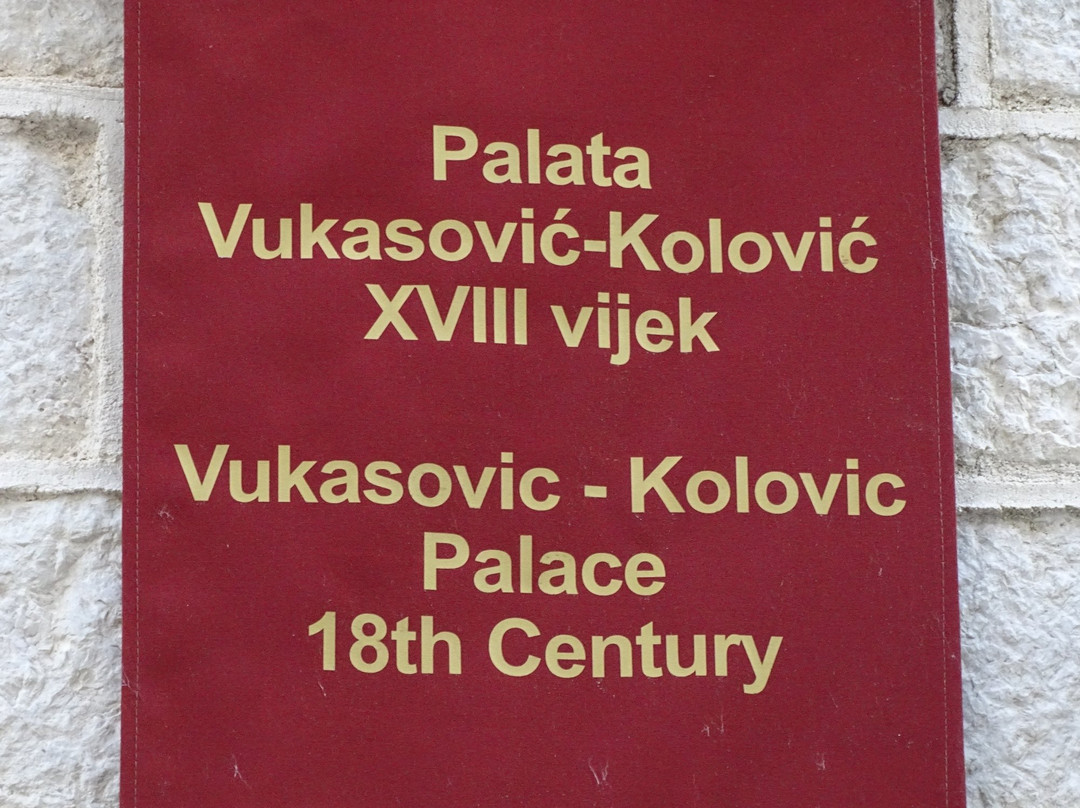 Palata
Vukasović-Kolović
XVIII vijek
Vukasovic - Kolovic
Palace
18th Century